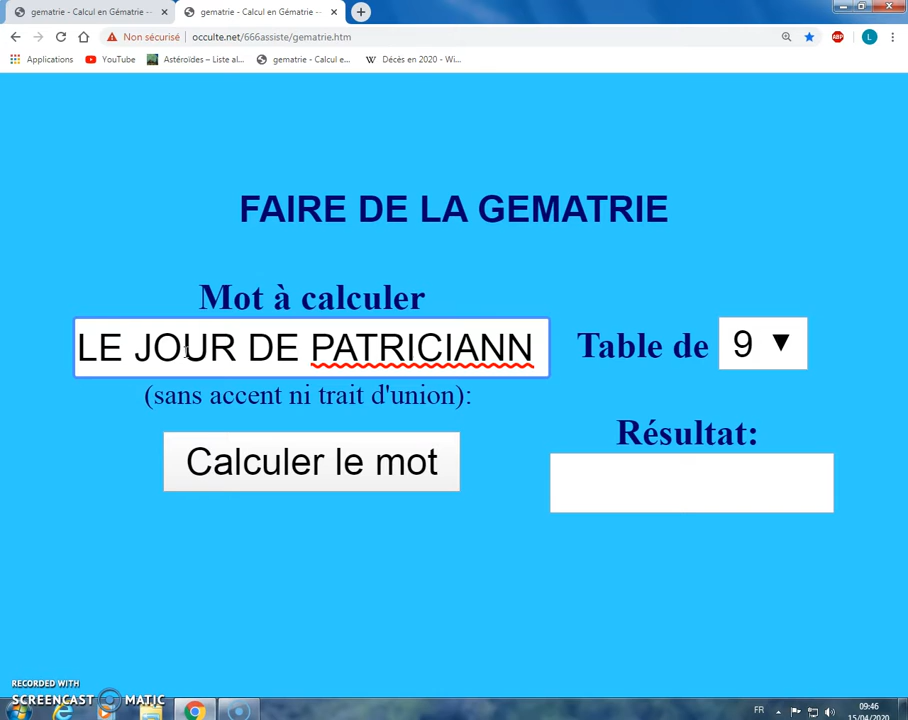 gematrie - Calcul en Gématrie -
gematrie - Calcul en Gématrie -
Non sécurisé occulte.net/666assiste/gematrie.htm
ABP L
Applications YouTube Astéroïdes – Liste al... gematrie - Calcul e... W Décès en 2020 - Wi...
FAIRE DE LA GEMATRIE
Mot à calculer
LE JOUR DE PATRICIANN
Table de 9
(sans accent ni trait d'union):
Résultat:
Calculer le mot
RECORDED WITH
SCREENCAST MATIC
FR 09:46
15/04/2020